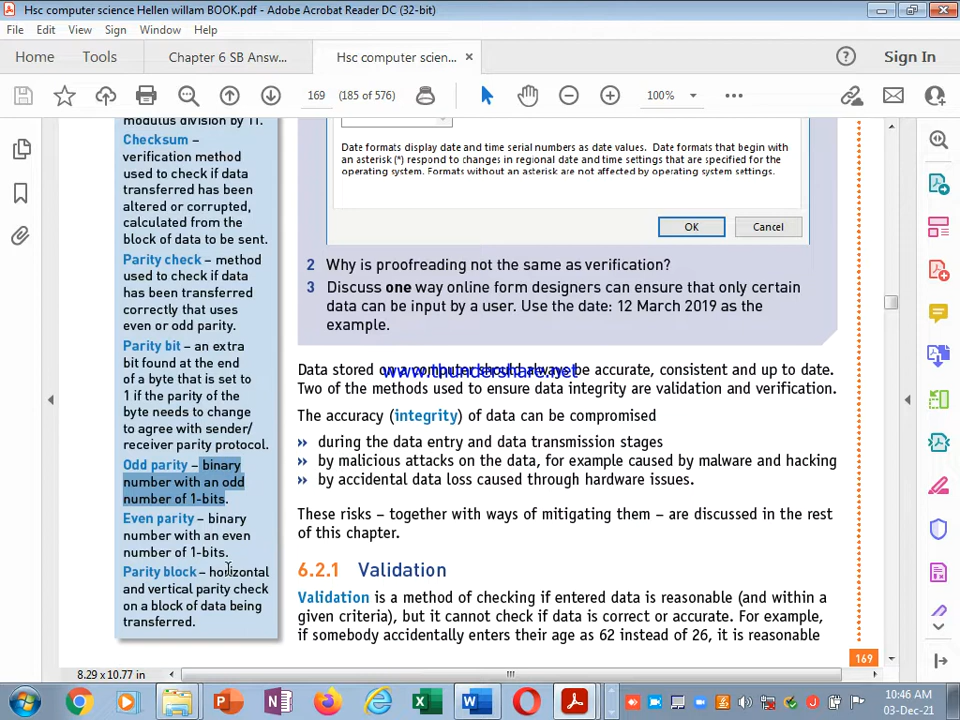 Hsc computer science Hellen willam BOOK.pdf - Adobe Acrobat Reader DC (32-bit)
File Edit View Sign Window Help
Home Tools Chapter 6 SB Answ... Hsc computer scien... × Sign In
169 (185 of 576) 100%
modulus division by 11.
Checksum –
verification method
used to check if data
transferred has been
altered or corrupted,
calculated from the
block of data to be sent.
Parity check – method
used to check if data
has been transferred
correctly that uses
even or odd parity.
Parity bit – an extra
bit found at the end
of a byte that is set to
1 if the parity of the
byte needs to change
to agree with sender/
receiver parity protocol.
Odd parity – binary
number with an odd
number of 1-bits.
Even parity – binary
number with an even
number of 1-bits.
Parity block – horizontal
and vertical parity check
on a block of data being
transferred.
Date formats display date and time serial numbers as date values. Date formats that begin with
an asterisk (*) respond to changes in regional date and time settings that are specified for the
operating system. Formats without an asterisk are not affected by operating system settings.
OK Cancel
2 Why is proofreading not the same as verification?
3 Discuss one way online form designers can ensure that only certain
data can be input by a user. Use the date: 12 March 2019 as the
example.
www.thundershare.net
Data stored on a computer should always be accurate, consistent and up to date.
Two of the methods used to ensure data integrity are validation and verification.
The accuracy (integrity) of data can be compromised
» during the data entry and data transmission stages
» by malicious attacks on the data, for example caused by malware and hacking
» by accidental data loss caused through hardware issues.
These risks – together with ways of mitigating them – are discussed in the rest
of this chapter.
6.2.1 Validation
Validation is a method of checking if entered data is reasonable (and within a
given criteria), but it cannot check if data is correct or accurate. For example,
if somebody accidentally enters their age as 62 instead of 26, it is reasonable
169
8.29 x 10.77 in
10:46 AM
03-Dec-21